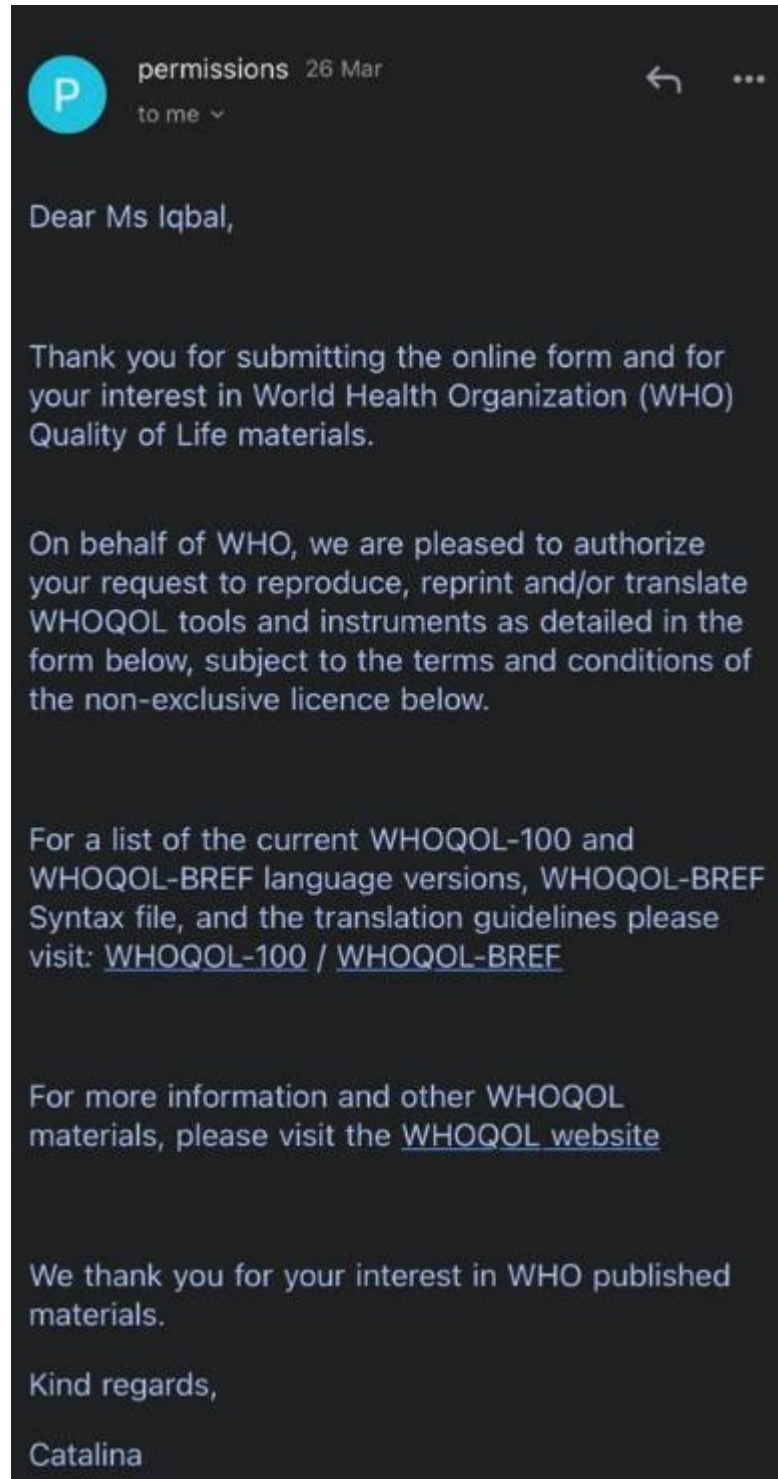 P
permissions 26 Mar
to me
Dear Ms Iqbal,
Thank you for submitting the online form and for
your interest in World Health Organization (WHO)
Quality of Life materials.
On behalf of WHO, we are pleased to authorize
your request to reproduce, reprint and/or translate
WHOQOL tools and instruments as detailed in the
form below, subject to the terms and conditions of
the non-exclusive licence below.
For a list of the current WHOQOL-100 and
WHOQOL-BREF language versions, WHOQOL-BREF
Syntax file, and the translation guidelines please
visit: WHOQOL-100 / WHOQOL-BREF
For more information and other WHOQOL
materials, please visit the WHOQOL website
We thank you for your interest in WHO published
materials.
Kind regards,
Catalina